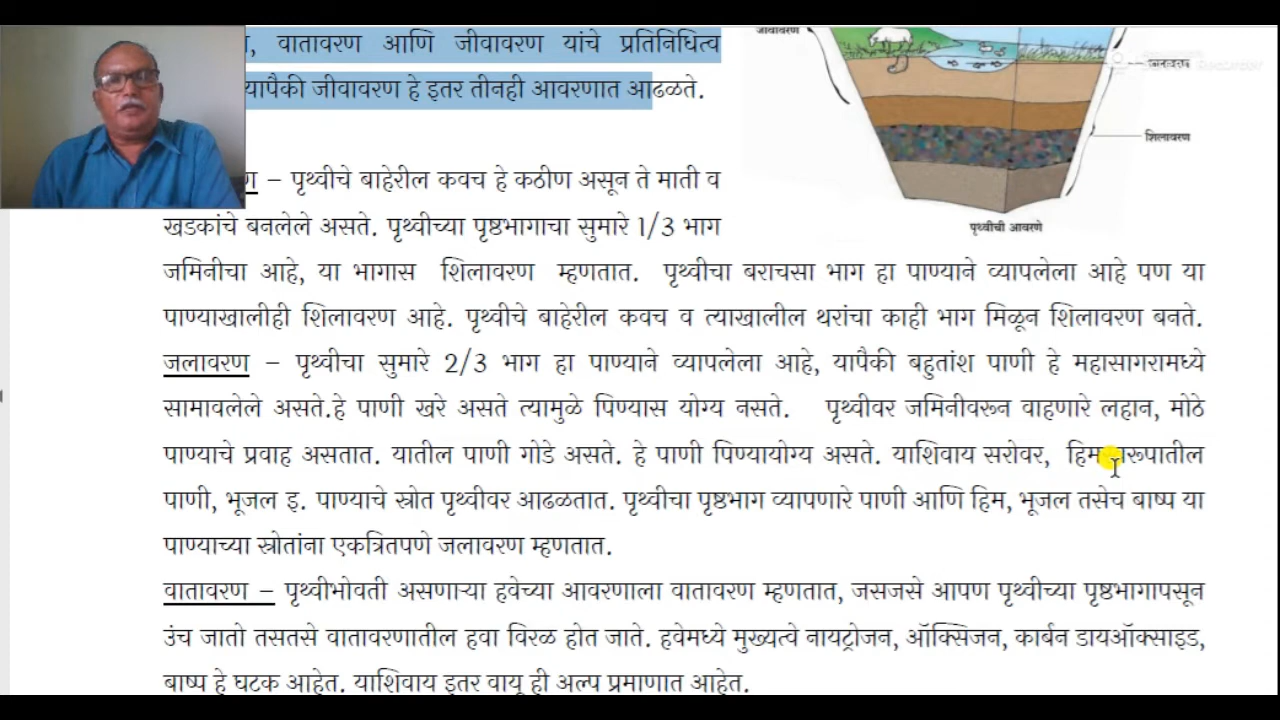 वातावरण आणि जीवावरण यांचे प्रतिनिधित्व
यापैकी जीवावरण हे इतर तीनही आवरणात आढळते.
– पृथ्वीचे बाहेरील कवच हे कठीण असून ते माती व
खडकांचे बनलेले असते. पृथ्वीच्या पृष्ठभागाचा सुमारे 1/3 भाग
जमिनीचा आहे, या भागास शिलावरण म्हणतात. पृथ्वीचा बराचसा भाग हा पाण्याने व्यापलेला आहे पण या
पाण्याखालीही शिलावरण आहे. पृथ्वीचे बाहेरील कवच व त्याखालील थरांचा काही भाग मिळून शिलावरण बनते.
जलावरण – पृथ्वीचा सुमारे 2/3 भाग हा पाण्याने व्यापलेला आहे, यापैकी बहुतांश पाणी हे महासागरामध्ये
सामावलेले असते.हे पाणी खरे असते त्यामुळे पिण्यास योग्य नसते. पृथ्वीवर जमिनीवरून वाहणारे लहान, मोठे
पाण्याचे प्रवाह असतात. यातील पाणी गोडे असते. हे पाणी पिण्यायोग्य असते. याशिवाय सरोवर,
पाणी, भूजल इ. पाण्याचे स्रोत पृथ्वीवर आढळतात. पृथ्वीचा पृष्ठभाग व्यापणारे पाणी आणि हिम, भूजल तसेच बाष्प या
पाण्याच्या स्रोतांना एकत्रितपणे जलावरण म्हणतात.
वातावरण – पृथ्वीभोवती असणाऱ्या हवेच्या आवरणाला वातावरण म्हणतात, जसजसे आपण पृथ्वीच्या पृष्ठभागापसून
उंच जातो तसतसे वातावरणातील हवा विरळ होत जाते. हवेमध्ये मुख्यत्वे नायट्रोजन, ऑक्सिजन, कार्बन डायऑक्साइड,
बाष्प हे घटक आहेत. याशिवाय इतर वायू ही अल्प प्रमाणात आहेत.
जीवावरण
शिलावरण
पृथ्वीची आवरणे